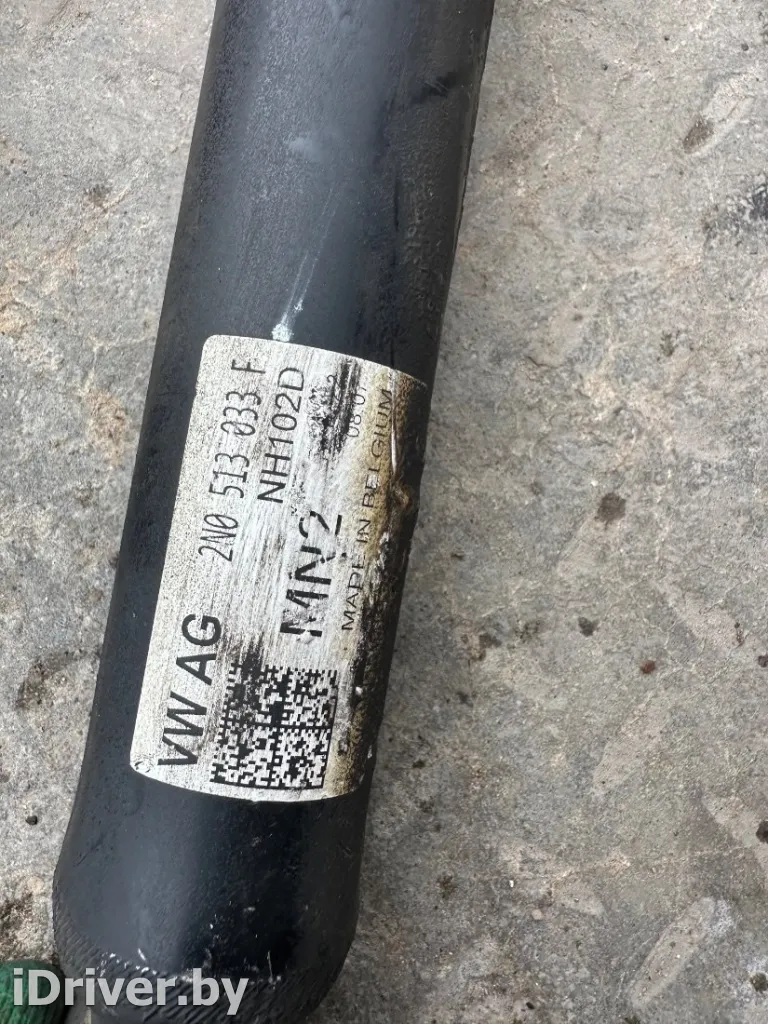 VW AG
2N0 513 033 F
NH102D
MN2
MADE IN BELGIUM
iDriver.by